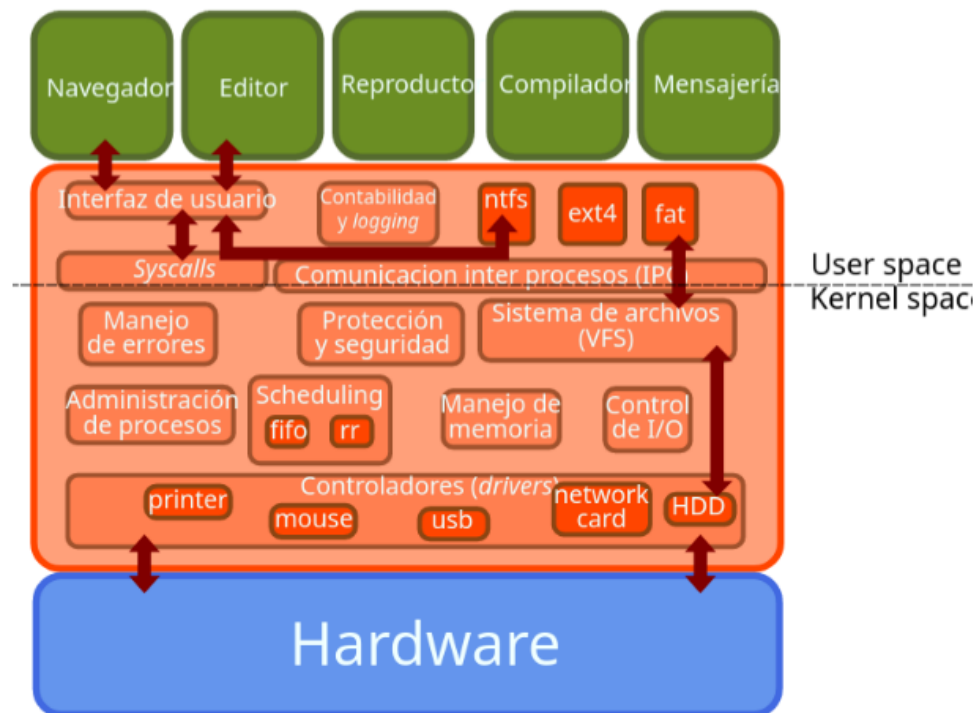 Navegador
Editor
Reproducto
Compilador
Mensajería
Interfaz de usuario
Contabilidad
y logging
ntfs
ext4
fat
Syscalls
Comunicacion inter procesos (IPC)
User space
Kernel space
Manejo
de errores
Protección
y seguridad
Sistema de archivos
(VFS)
Administración
de procesos
Scheduling
fifo
rr
Manejo de
memoria
Control
de I/O
Controladores (drivers)
printer
mouse
usb
network
card
HDD
Hardware